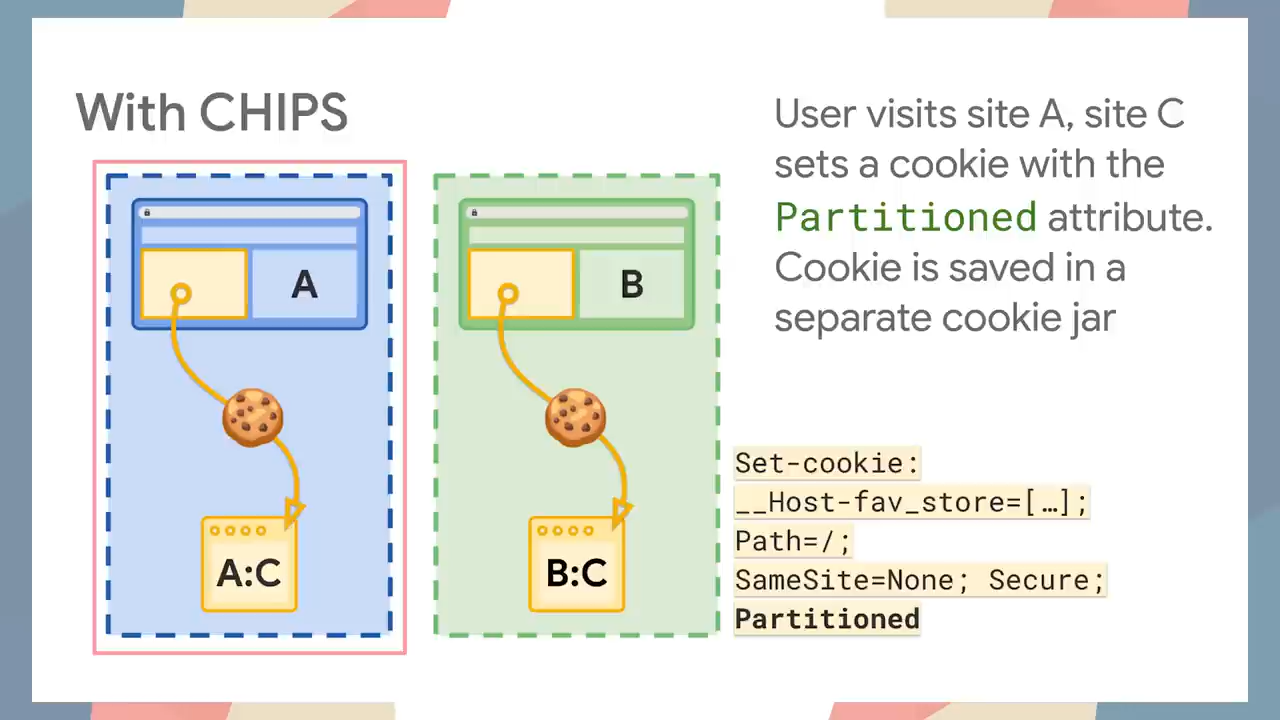 With CHIPS
A
A:C
B
B:C
User visits site A, site C
sets a cookie with the
Partitioned attribute.
Cookie is saved in a
separate cookie jar
Set-cookie:
__Host-fav_store=[…];
Path=/;
SameSite=None; Secure;
Partitioned